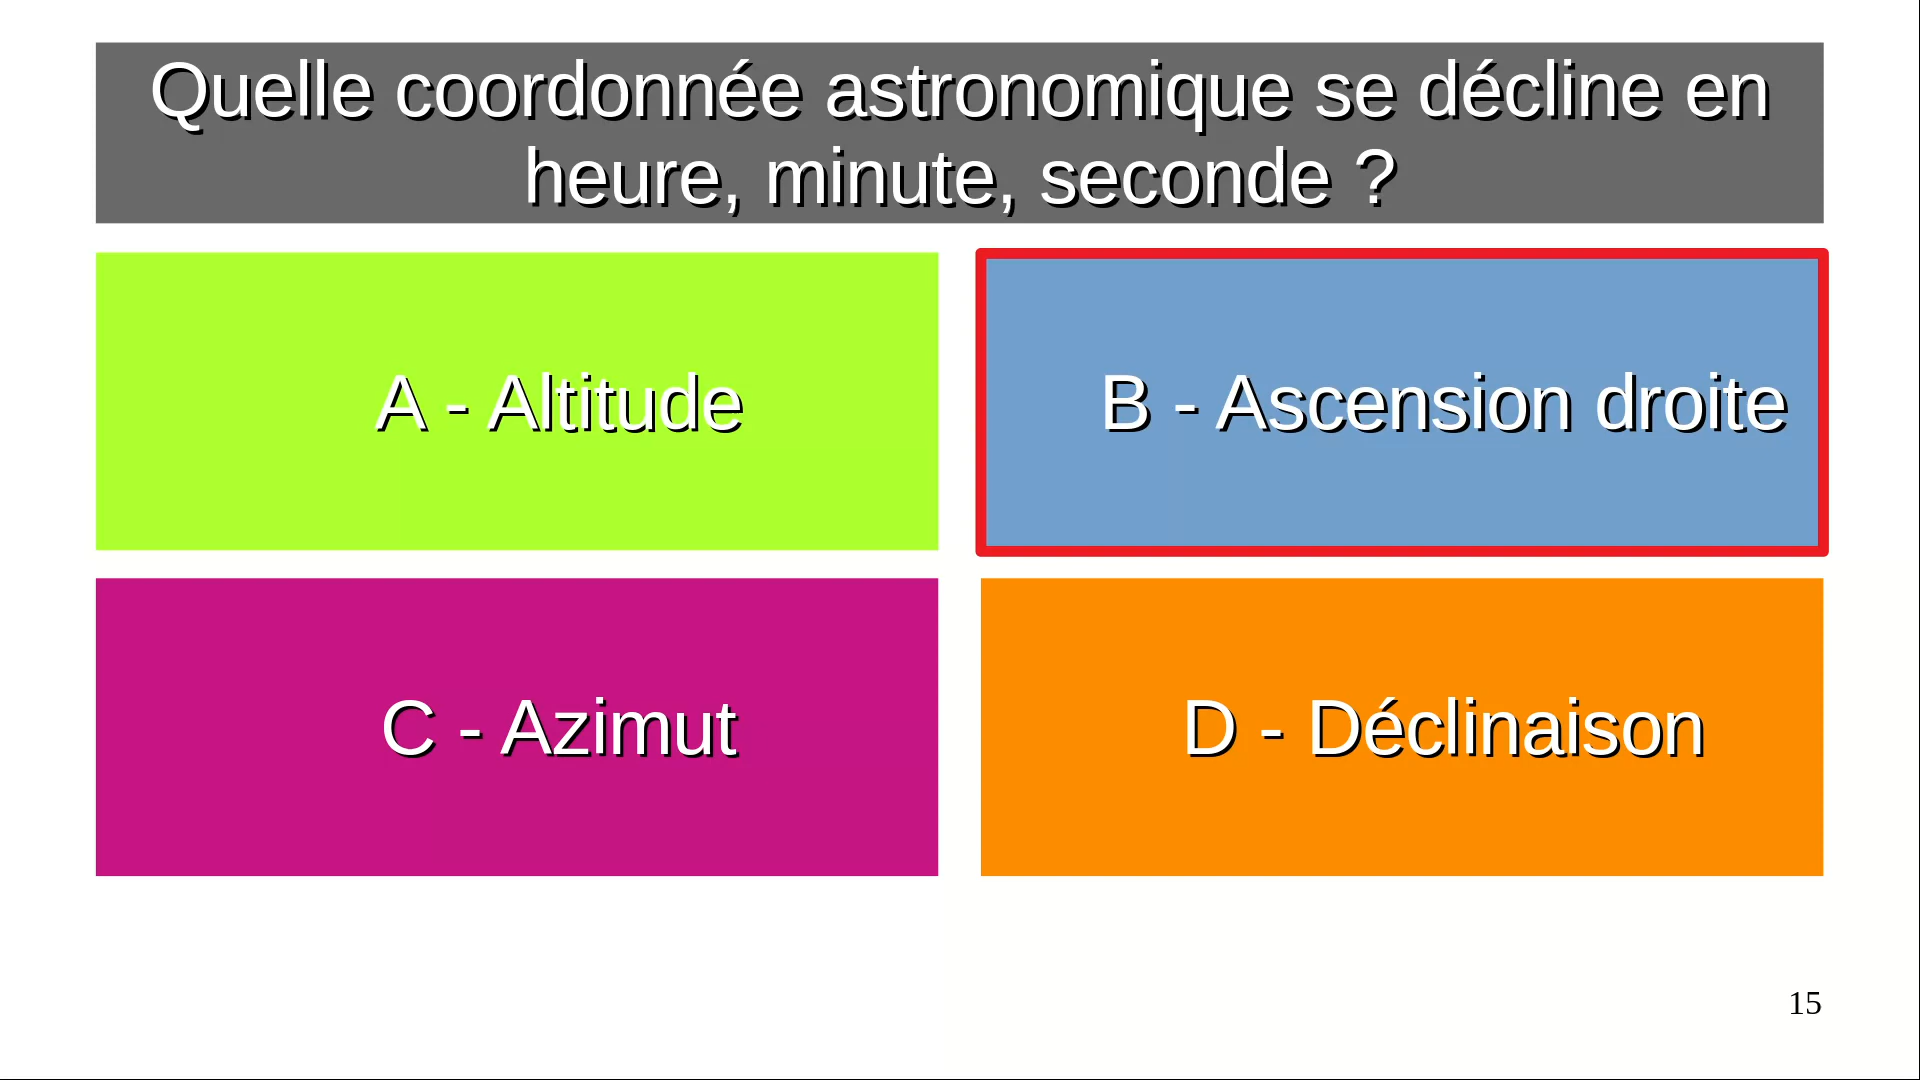 Quelle coordonnée astronomique se décline en
heure, minute, seconde ?
A - Altitude
B - Ascension droite
C - Azimut
D - Déclinaison
15